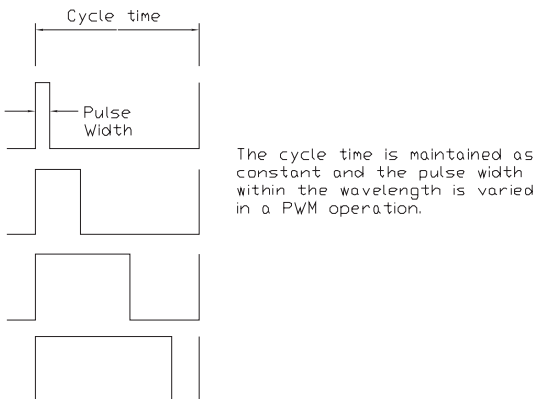 Cycle time
Pulse
Width
The cycle time is maintained as
constant and the pulse width
within the wavelength is varied
in a PWM operation.